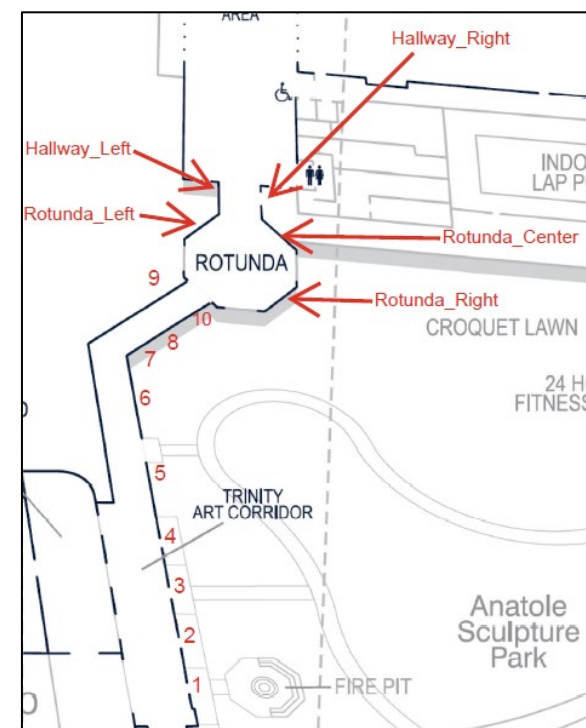 AREA
Hallway_Right
Hallway_Left
Rotunda_Left
Rotunda_Center
Rotunda_Right
INDO
LAP P
ROTUNDA
9
10
8
7
6
5
4
3
2
1
CROQUET LAWN
24 H
FITNESS
TRINITY
ART CORRIDOR
Anatole
Sculpture
Park
FIRE PIT